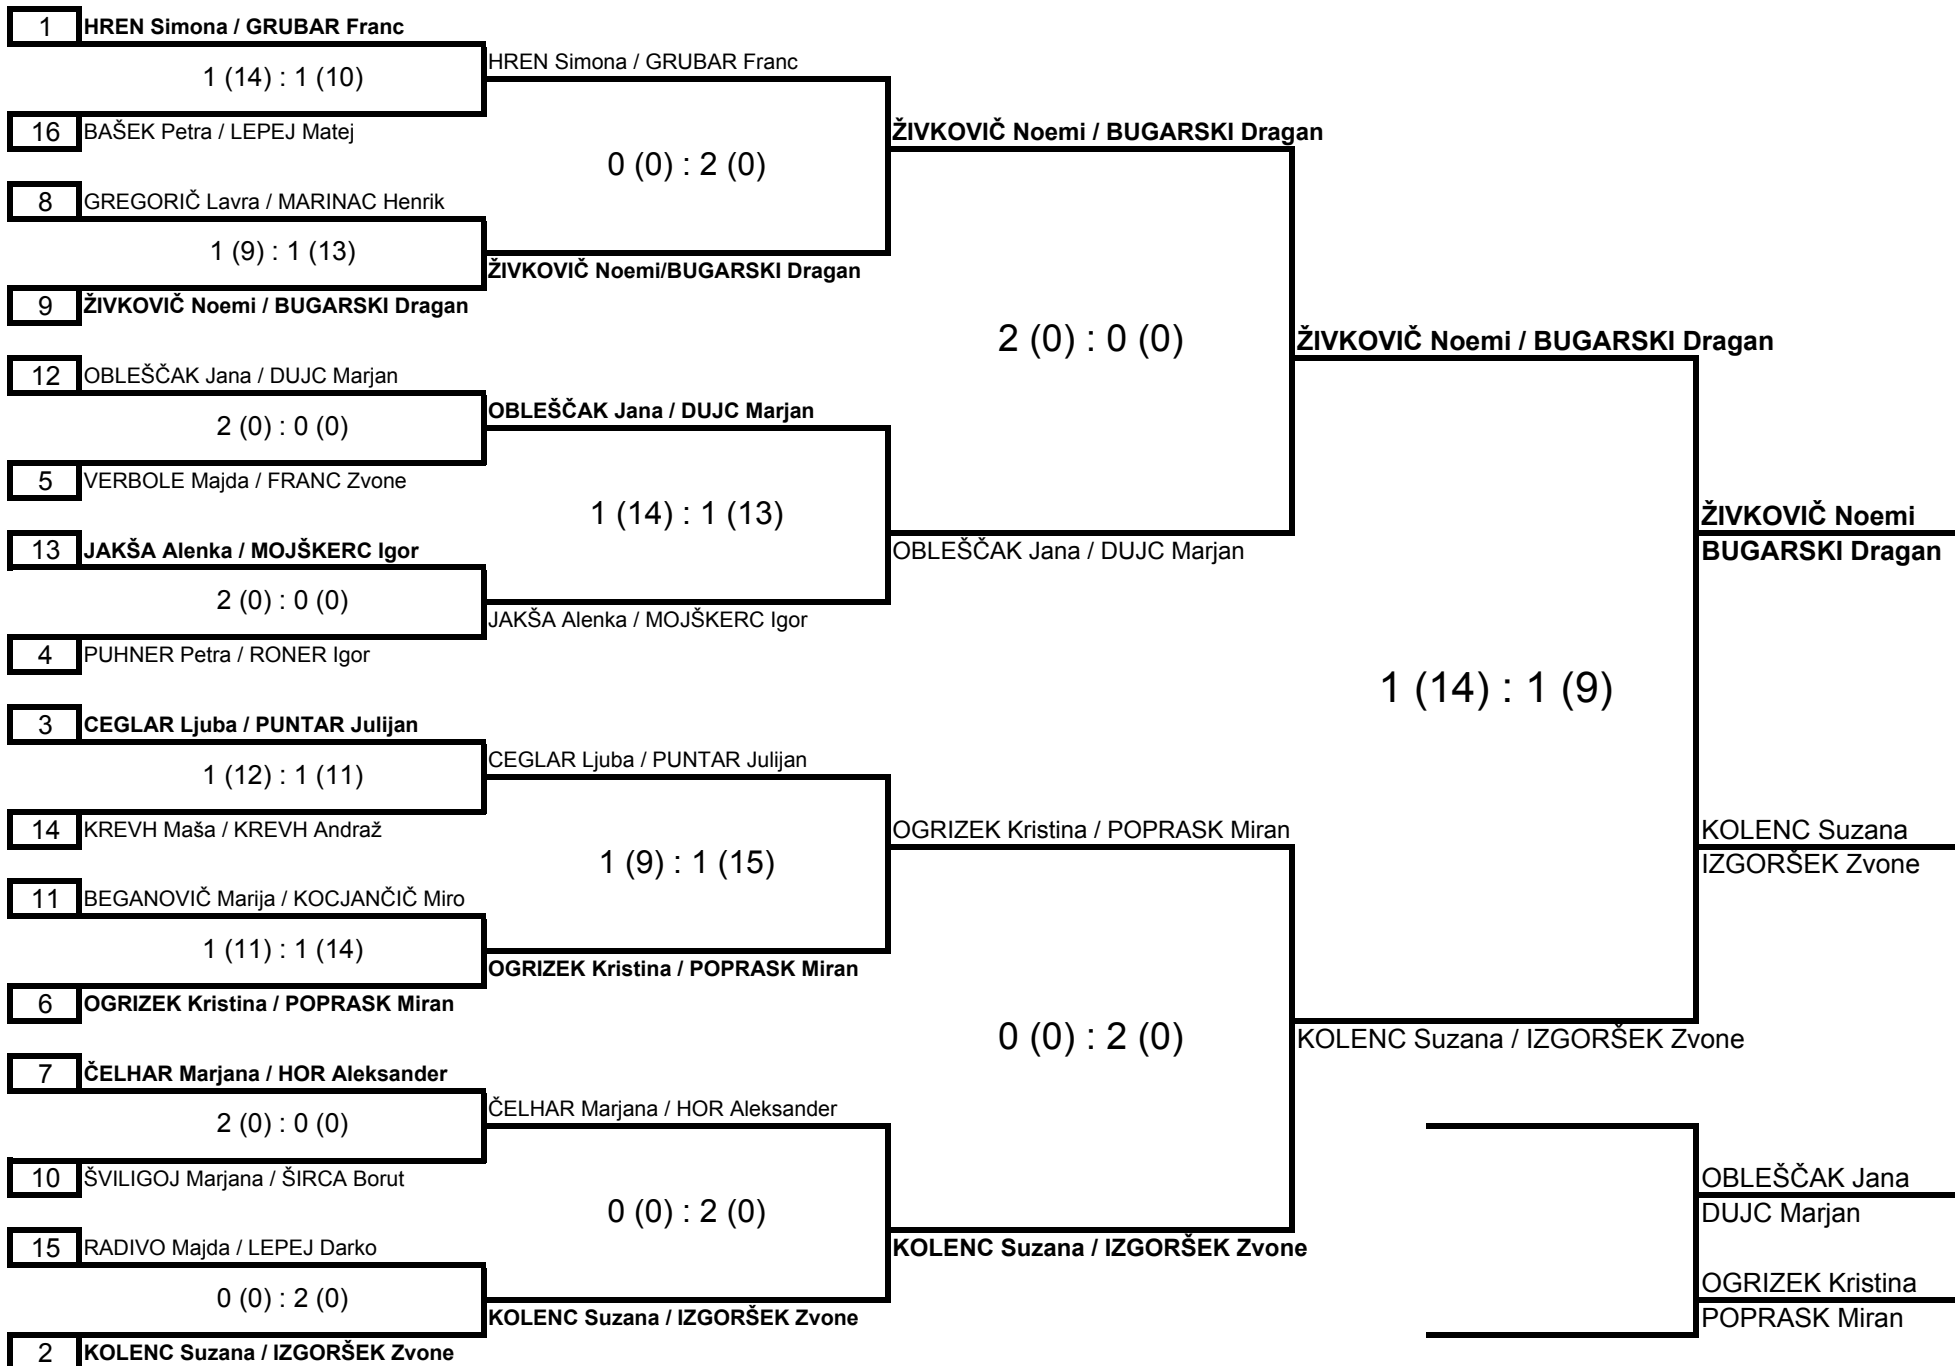 1 HREN Simona / GRUBAR Franc
1 (14) : 1 (10)
16 BAŠEK Petra / LEPEJ Matej
8 GREGORIČ Lavra / MARINAC Henrik
1 (9) : 1 (13)
9 ŽIVKOVIČ Noemi / BUGARSKI Dragan
12 OBLEŠČAK Jana / DUJC Marjan
2 (0) : 0 (0)
5 VERBOLE Majda / FRANC Zvone
13 JAKŠA Alenka / MOJŠKERC Igor
2 (0) : 0 (0)
4 PUHNER Petra / RONER Igor
3 CEGLAR Ljuba / PUNTAR Julijan
1 (12) : 1 (11)
14 KREVH Maša / KREVH Andraž
11 BEGANOVIČ Marija / KOCJANČIČ Miro
1 (11) : 1 (14)
6 OGRIZEK Kristina / POPRASK Miran
7 ČELHAR Marjana / HOR Aleksander
2 (0) : 0 (0)
10 ŠVILIGOJ Marjana / ŠIRCA Borut
15 RADIVO Majda / LEPEJ Darko
0 (0) : 2 (0)
2 KOLENC Suzana / IZGORŠEK Zvone
HREN Simona / GRUBAR Franc
0 (0) : 2 (0)
ŽIVKOVIČ Noemi/BUGARSKI Dragan
OBLEŠČAK Jana / DUJC Marjan
1 (14) : 1 (13)
JAKŠA Alenka / MOJŠKERC Igor
CEGLAR Ljuba / PUNTAR Julijan
1 (9) : 1 (15)
OGRIZEK Kristina / POPRASK Miran
ČELHAR Marjana / HOR Aleksander
0 (0) : 2 (0)
KOLENC Suzana / IZGORŠEK Zvone
ŽIVKOVIČ Noemi / BUGARSKI Dragan
2 (0) : 0 (0)
OBLEŠČAK Jana / DUJC Marjan
OGRIZEK Kristina / POPRASK Miran
0 (0) : 2 (0)
KOLENC Suzana / IZGORŠEK Zvone
ŽIVKOVIČ Noemi / BUGARSKI Dragan
1 (14) : 1 (9)
KOLENC Suzana / IZGORŠEK Zvone
ŽIVKOVIČ Noemi
BUGARSKI Dragan
KOLENC Suzana
IZGORŠEK Zvone
OBLEŠČAK Jana
DUJC Marjan
OGRIZEK Kristina
POPRASK Miran